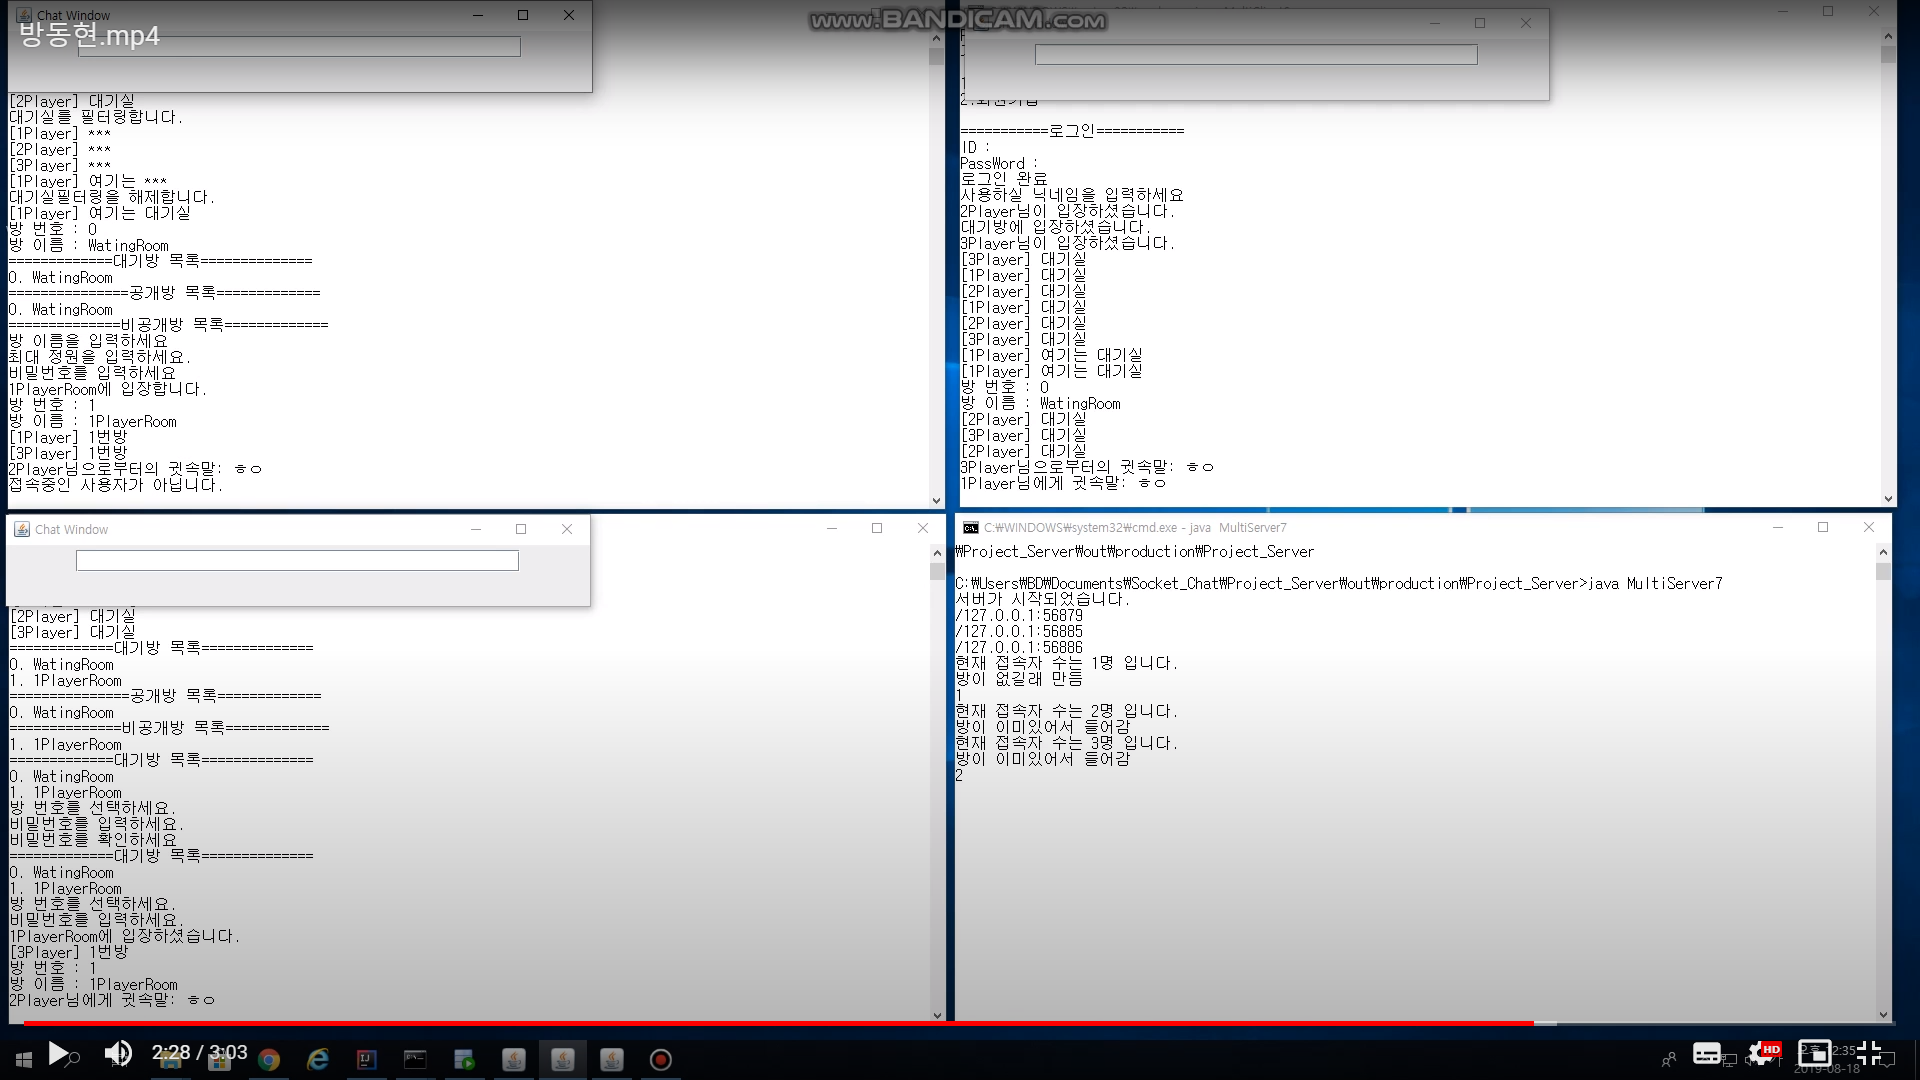 Chat Window
방동현.mp4
[2Player] 대기실
대기실를 필터링합니다.
[1Player] ***
[2Player] ***
[3Player] ***
[1Player] 여기는 ***
대기실필터링을 해제합니다.
[1Player] 여기는 대기실
방 번호 : 0
방 이름 : WatingRoom
=============대기방 목록==============
0. WatingRoom
===============공개방 목록=============
0. WatingRoom
==============비공개방 목록=============
방 이름을 입력하세요
최대 정원을 입력하세요.
비밀번호를 입력하세요
1PlayerRoom에 입장합니다.
방 번호 : 1
방 이름 : 1PlayerRoom
[1Player] 1번방
[3Player] 1번방
2Player님으로부터의 귓속말: ㅎㅇ
접속중인 사용자가 아닙니다.
www.BANDICAM.com
2.회원가입
===========로그인===========
ID :
PassWord :
로그인 완료
사용하실 닉네임을 입력하세요
2Player님이 입장하셨습니다.
대기방에 입장하셨습니다.
3Player님이 입장하셨습니다.
[3Player] 대기실
[1Player] 대기실
[2Player] 대기실
[1Player] 대기실
[2Player] 대기실
[3Player] 대기실
[1Player] 여기는 대기실
[1Player] 여기는 대기실
방 번호 : 0
방 이름 : WatingRoom
[2Player] 대기실
[3Player] 대기실
[2Player] 대기실
3Player님으로부터의 귓속말: ㅎㅇ
1Player님에게 귓속말: ㅎㅇ
Chat Window
[2Player] 대기실
[3Player] 대기실
=============대기방 목록==============
0. WatingRoom
1. 1PlayerRoom
===============공개방 목록=============
0. WatingRoom
==============비공개방 목록=============
1. 1PlayerRoom
=============대기방 목록==============
0. WatingRoom
1. 1PlayerRoom
방 번호를 선택하세요.
비밀번호를 입력하세요.
비밀번호를 확인하세요
=============대기방 목록==============
0. WatingRoom
1. 1PlayerRoom
방 번호를 선택하세요.
비밀번호를 입력하세요.
1PlayerRoom에 입장하셨습니다.
[3Player] 1번방
방 번호 : 1
방 이름 : 1PlayerRoom
2Player님에게 귓속말: ㅎㅇ
C:₩WINDOWS₩system32₩cmd.exe - java  MultiServer7
₩Project_Server₩out₩production₩Project_Server
C:₩Users₩BD₩Documents₩Socket_Chat₩Project_Server₩out₩production₩Project_Server>java MultiServer7
서버가 시작되었습니다.
/127.0.0.1:56879
/127.0.0.1:56885
/127.0.0.1:56886
현재 접속자 수는 1명 입니다.
방이 없길래 만듬
1
현재 접속자 수는 2명 입니다.
방이 이미있어서 들어감
현재 접속자 수는 3명 입니다.
방이 이미있어서 들어감
2
2:28 / 3:03
HD
오후 12:35
2019-08-18